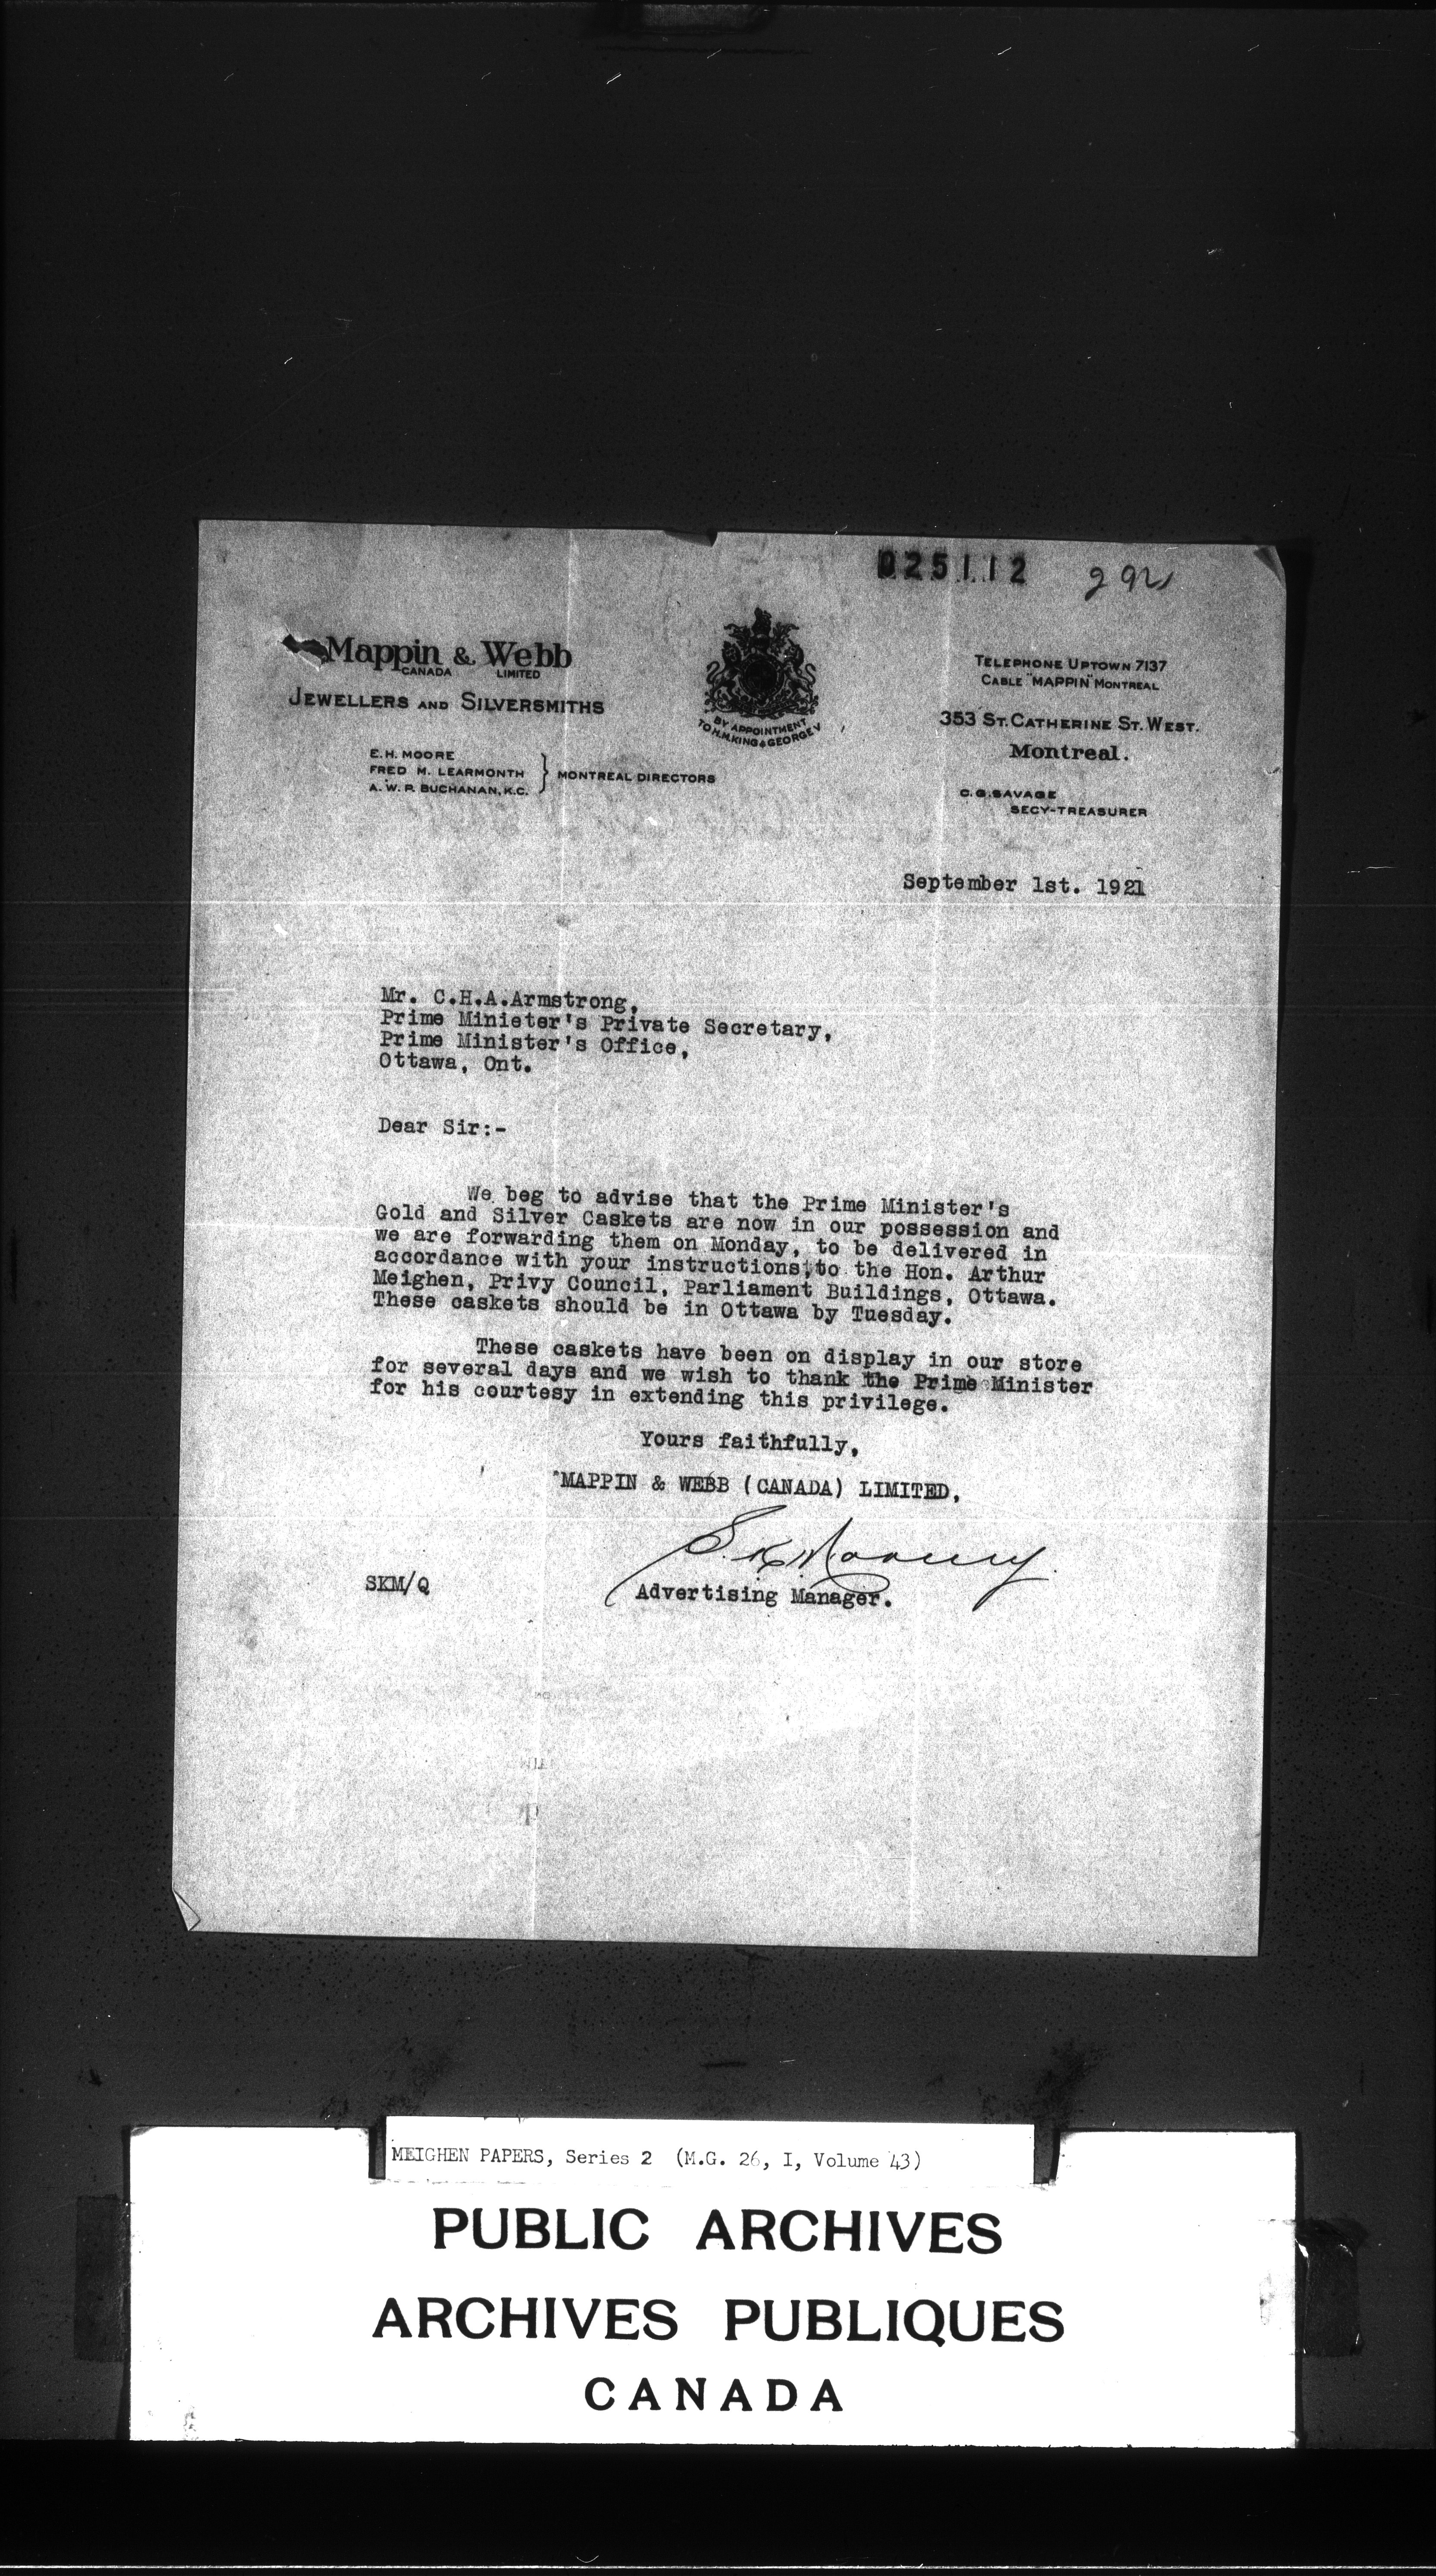 025112 292
Mappin & Webb
CANADA LIMITED
JEWELLERS AND SILVERSMITHS
BY APPOINTMENT
TO H.M. KING GEORGE V
TELEPHONE UPTOWN 7137
CABLE "MAPPIN" MONTREAL
353 ST. CATHERINE ST. WEST.
Montreal.
E. H. MOORE
FRED M. LEARMONTH
A. W. P. BUCHANAN, K.C.
MONTREAL DIRECTORS
C. G. SAVAGE
SECY-TREASURER
September 1st. 1921
Mr. C.H.A.Armstrong,
Prime Minister's Private Secretary,
Prime Minister's Office,
Ottawa, Ont.
Dear Sir:-
We beg to advise that the Prime Minister's
Gold and Silver Caskets are now in our possession and
we are forwarding them on Monday, to be delivered in
accordance with your instructions,to the Hon. Arthur
Meighen, Privy Council, Parliament Buildings, Ottawa.
These caskets should be in Ottawa by Tuesday.
These caskets have been on display in our store
for several days and we wish to thank the Prime Minister
for his courtesy in extending this privilege.
Yours faithfully,
MAPPIN & WEBB (CANADA) LIMITED,
SKM/Q
Advertising Manager.
MEIGHEN PAPERS, Series 2 (M.G. 26, I, Volume 43)
PUBLIC ARCHIVES
ARCHIVES PUBLIQUES
CANADA